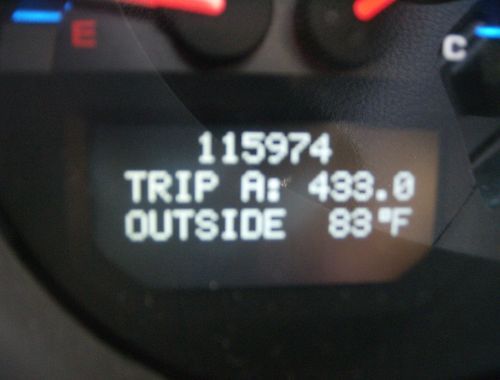 E
C
115974
TRIP A: 433.0
OUTSIDE 83°F